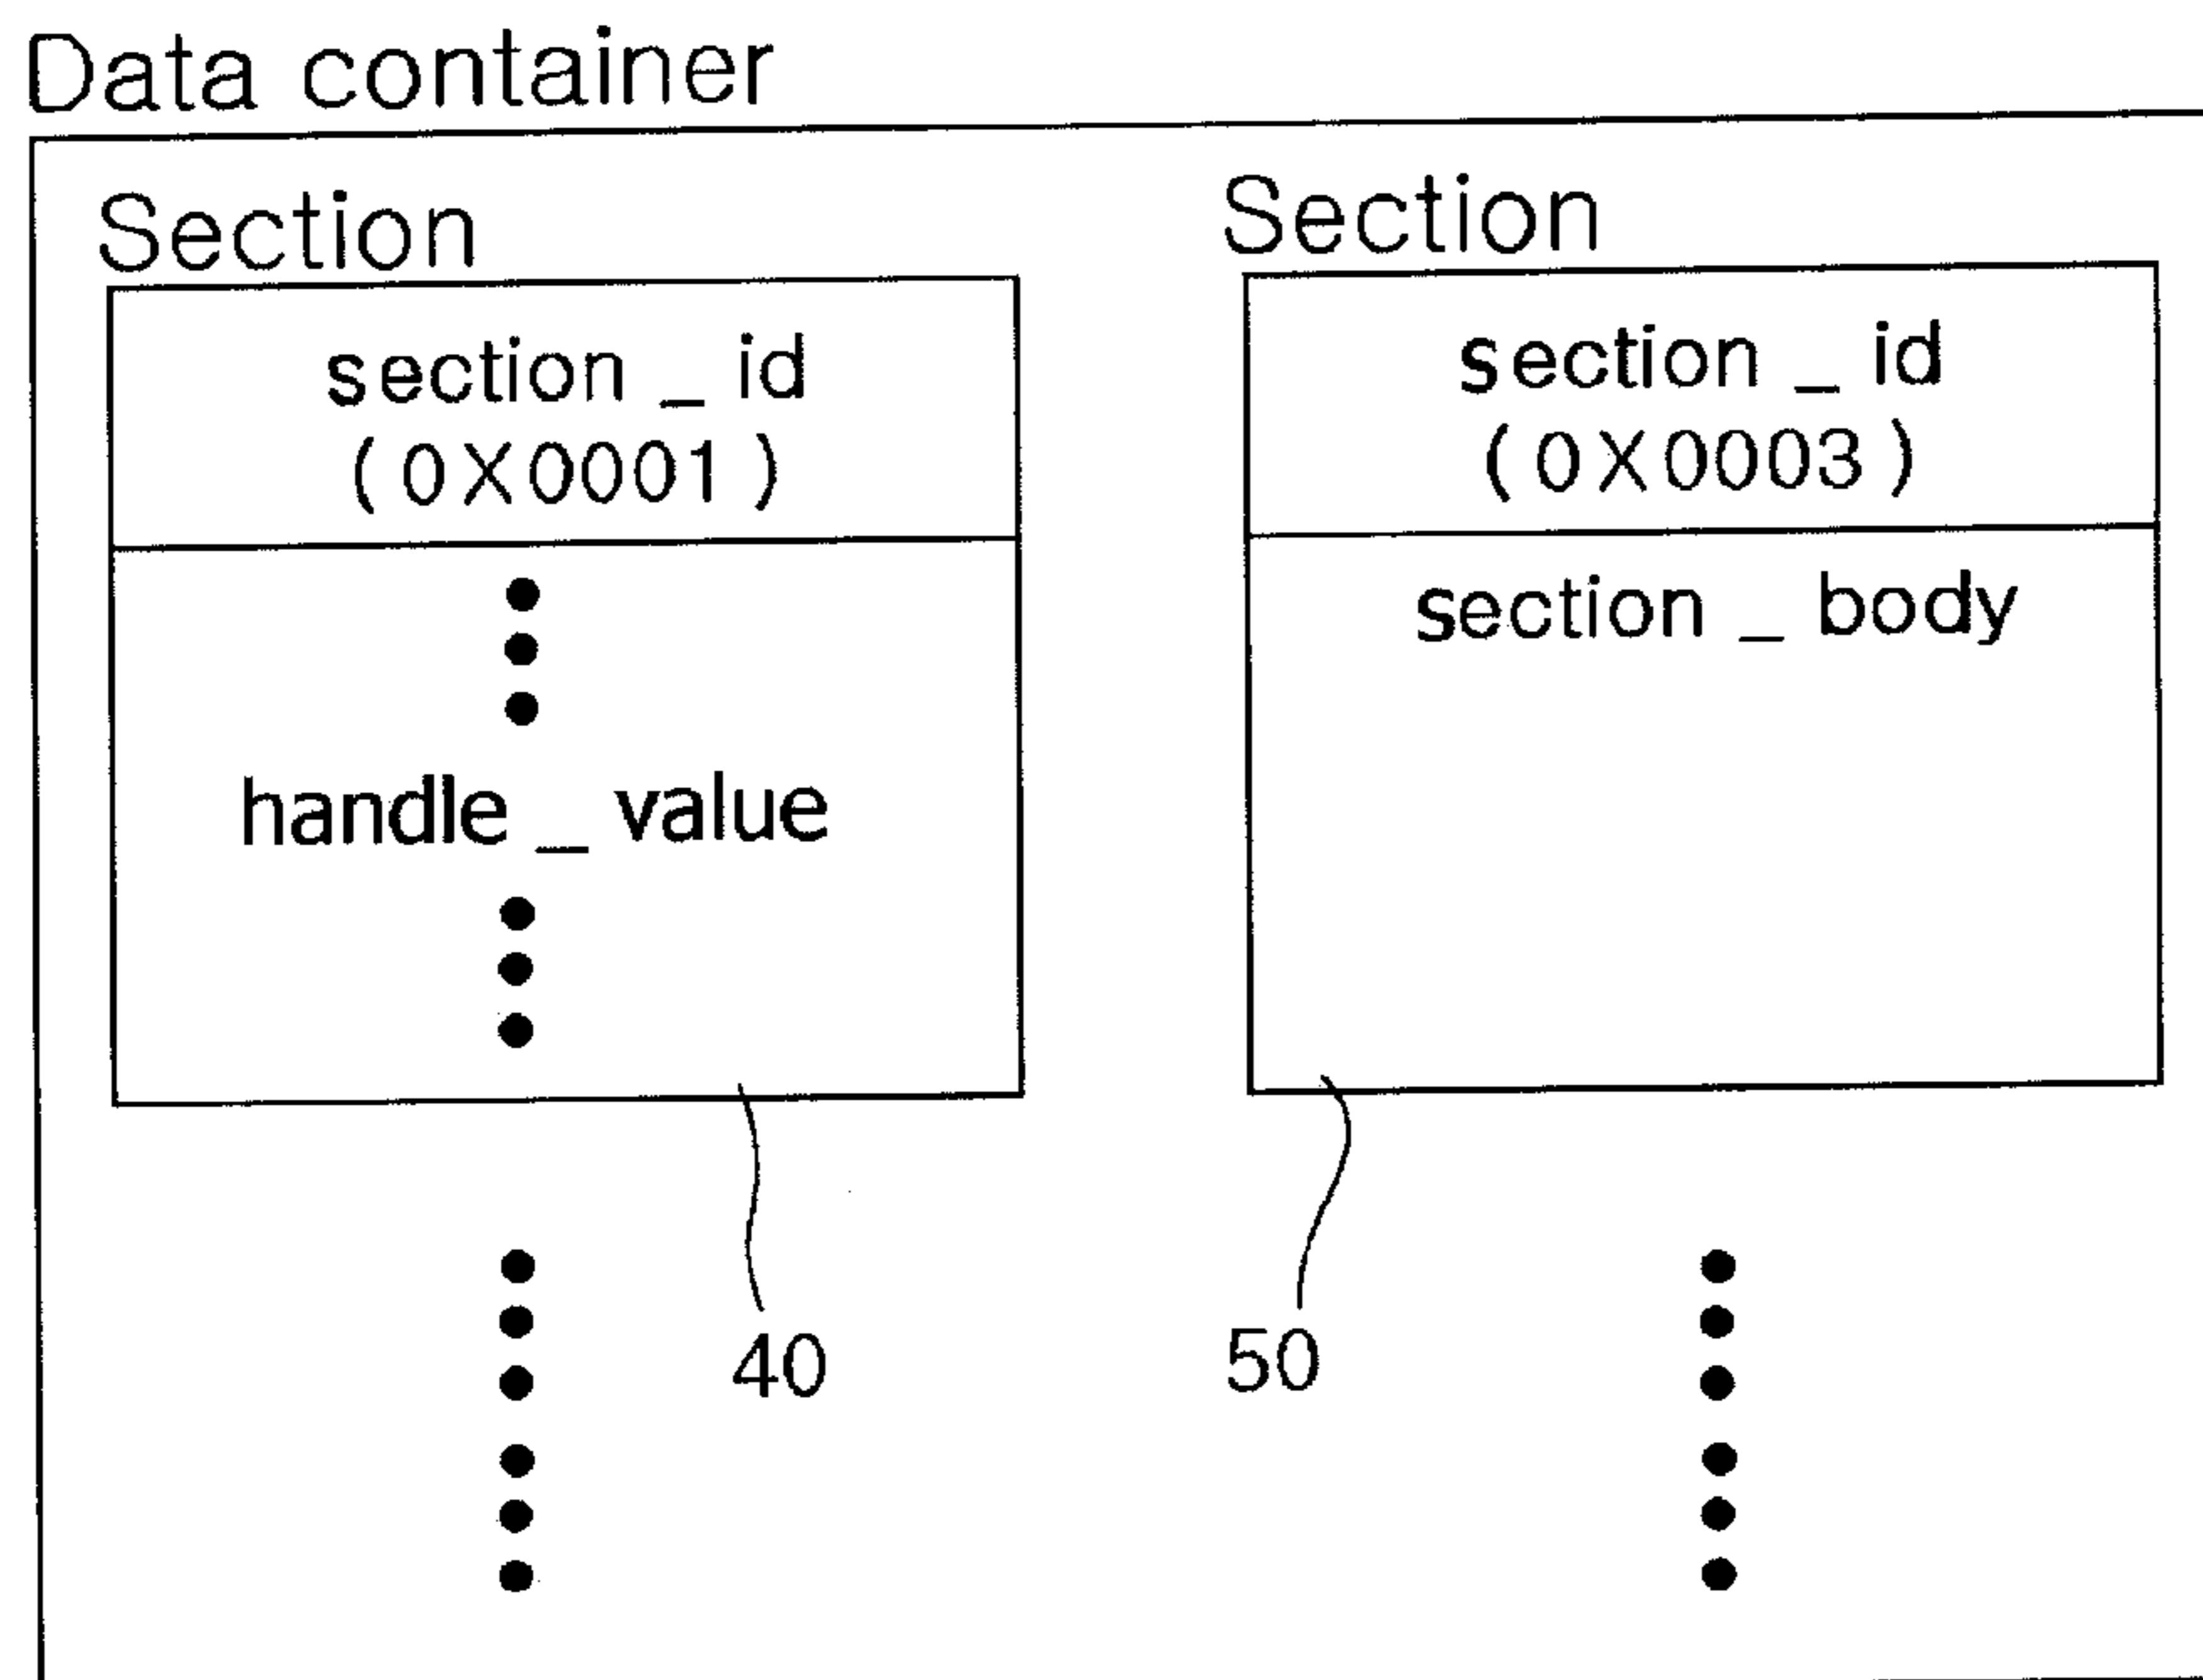 Data container
Section
section _ id
(0X0001)
handle _ value
40
Section
section _ id
(0X0003)
section _ body
50